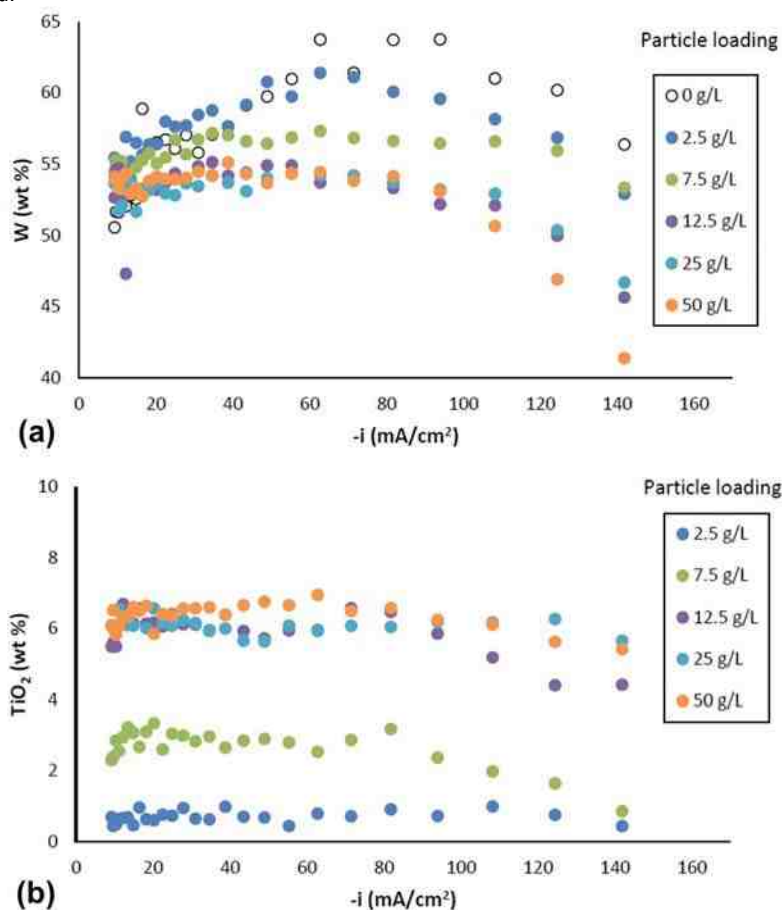 65
60
55
50
45
40
W (wt %)
0 20 40 60 80 100 120 140 160
-i (mA/cm²)
(a)
Particle loading
0 g/L
2.5 g/L
7.5 g/L
12.5 g/L
25 g/L
50 g/L
10
8
6
4
2
0
TiO₂ (wt %)
0 20 40 60 80 100 120 140 160
-i (mA/cm²)
(b)
Particle loading
2.5 g/L
7.5 g/L
12.5 g/L
25 g/L
50 g/L